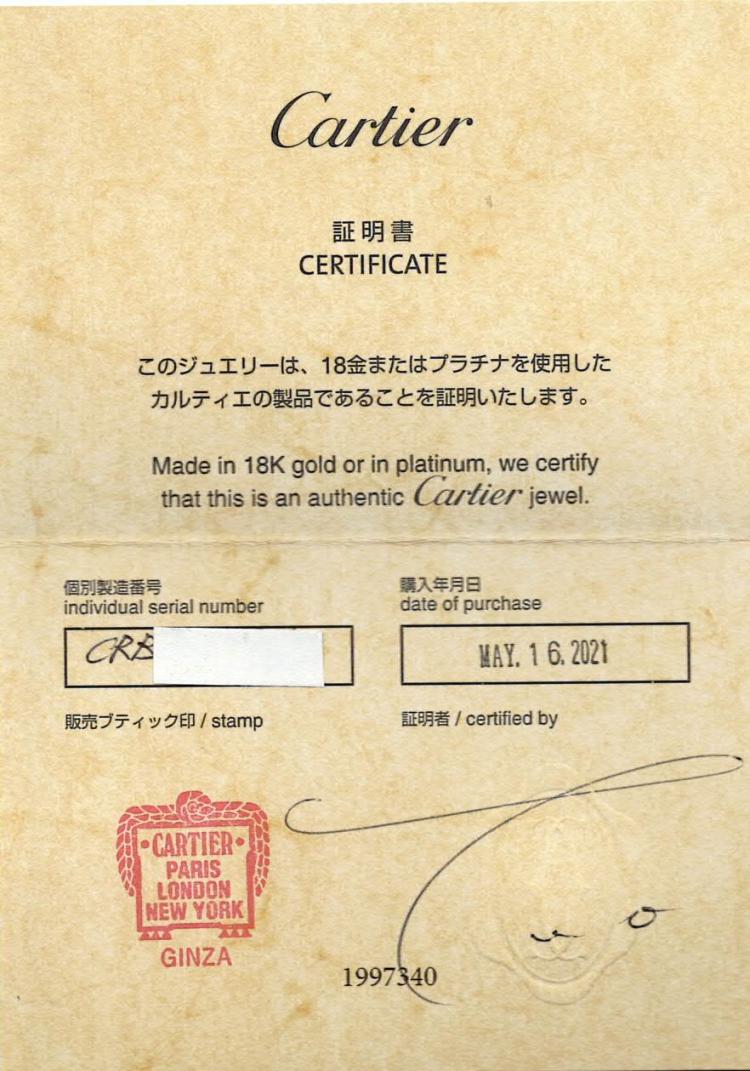 Cartier
証明書
CERTIFICATE
このジュエリーは、18金またはプラチナを使用した
カルティエの製品であることを証明いたします。
Made in 18K gold or in platinum, we certify
that this is an authentic Cartier jewel.
個別製造番号
individual serial number
CRB
購入年月日
date of purchase
MAY. 16. 2021
販売ブティック印 / stamp
証明者 / certified by
•CARTIER•
PARIS
LONDON
NEW YORK
GINZA
1997340